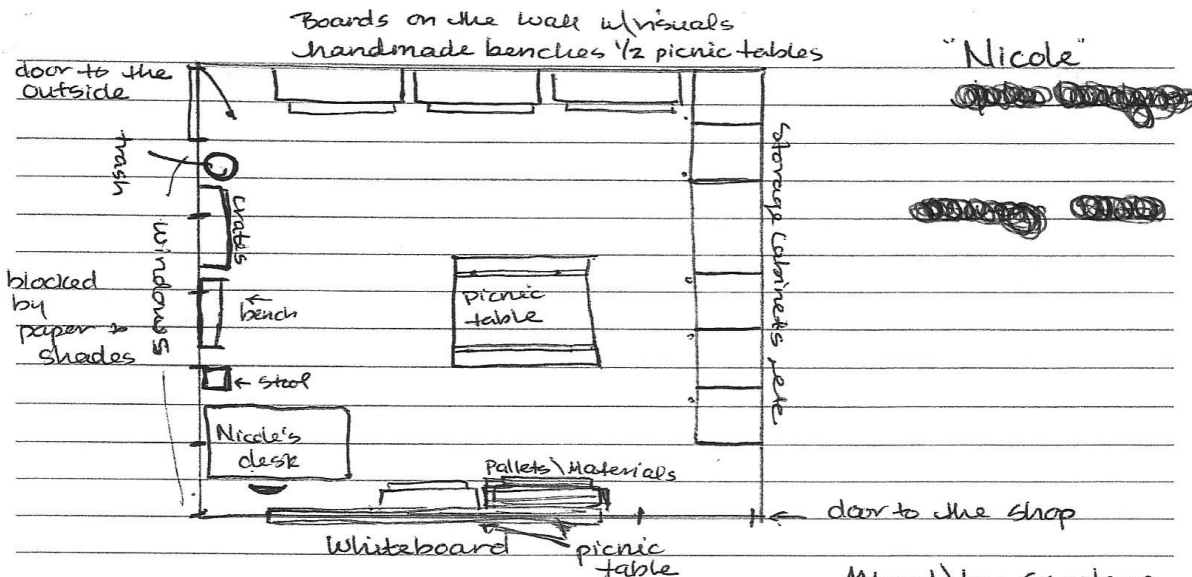 Boards on the wall w/visuals
handmade benches 1/2 picnic tables
"Nicole"
door to the
outside
trash
crates
windows
blocked
by
paper +
shades
←bench
← stool
picnic
table
Storage Cabinets
Nicole's
desk
Pallets\Materials
← door to the shop
Whiteboard
picnic
table